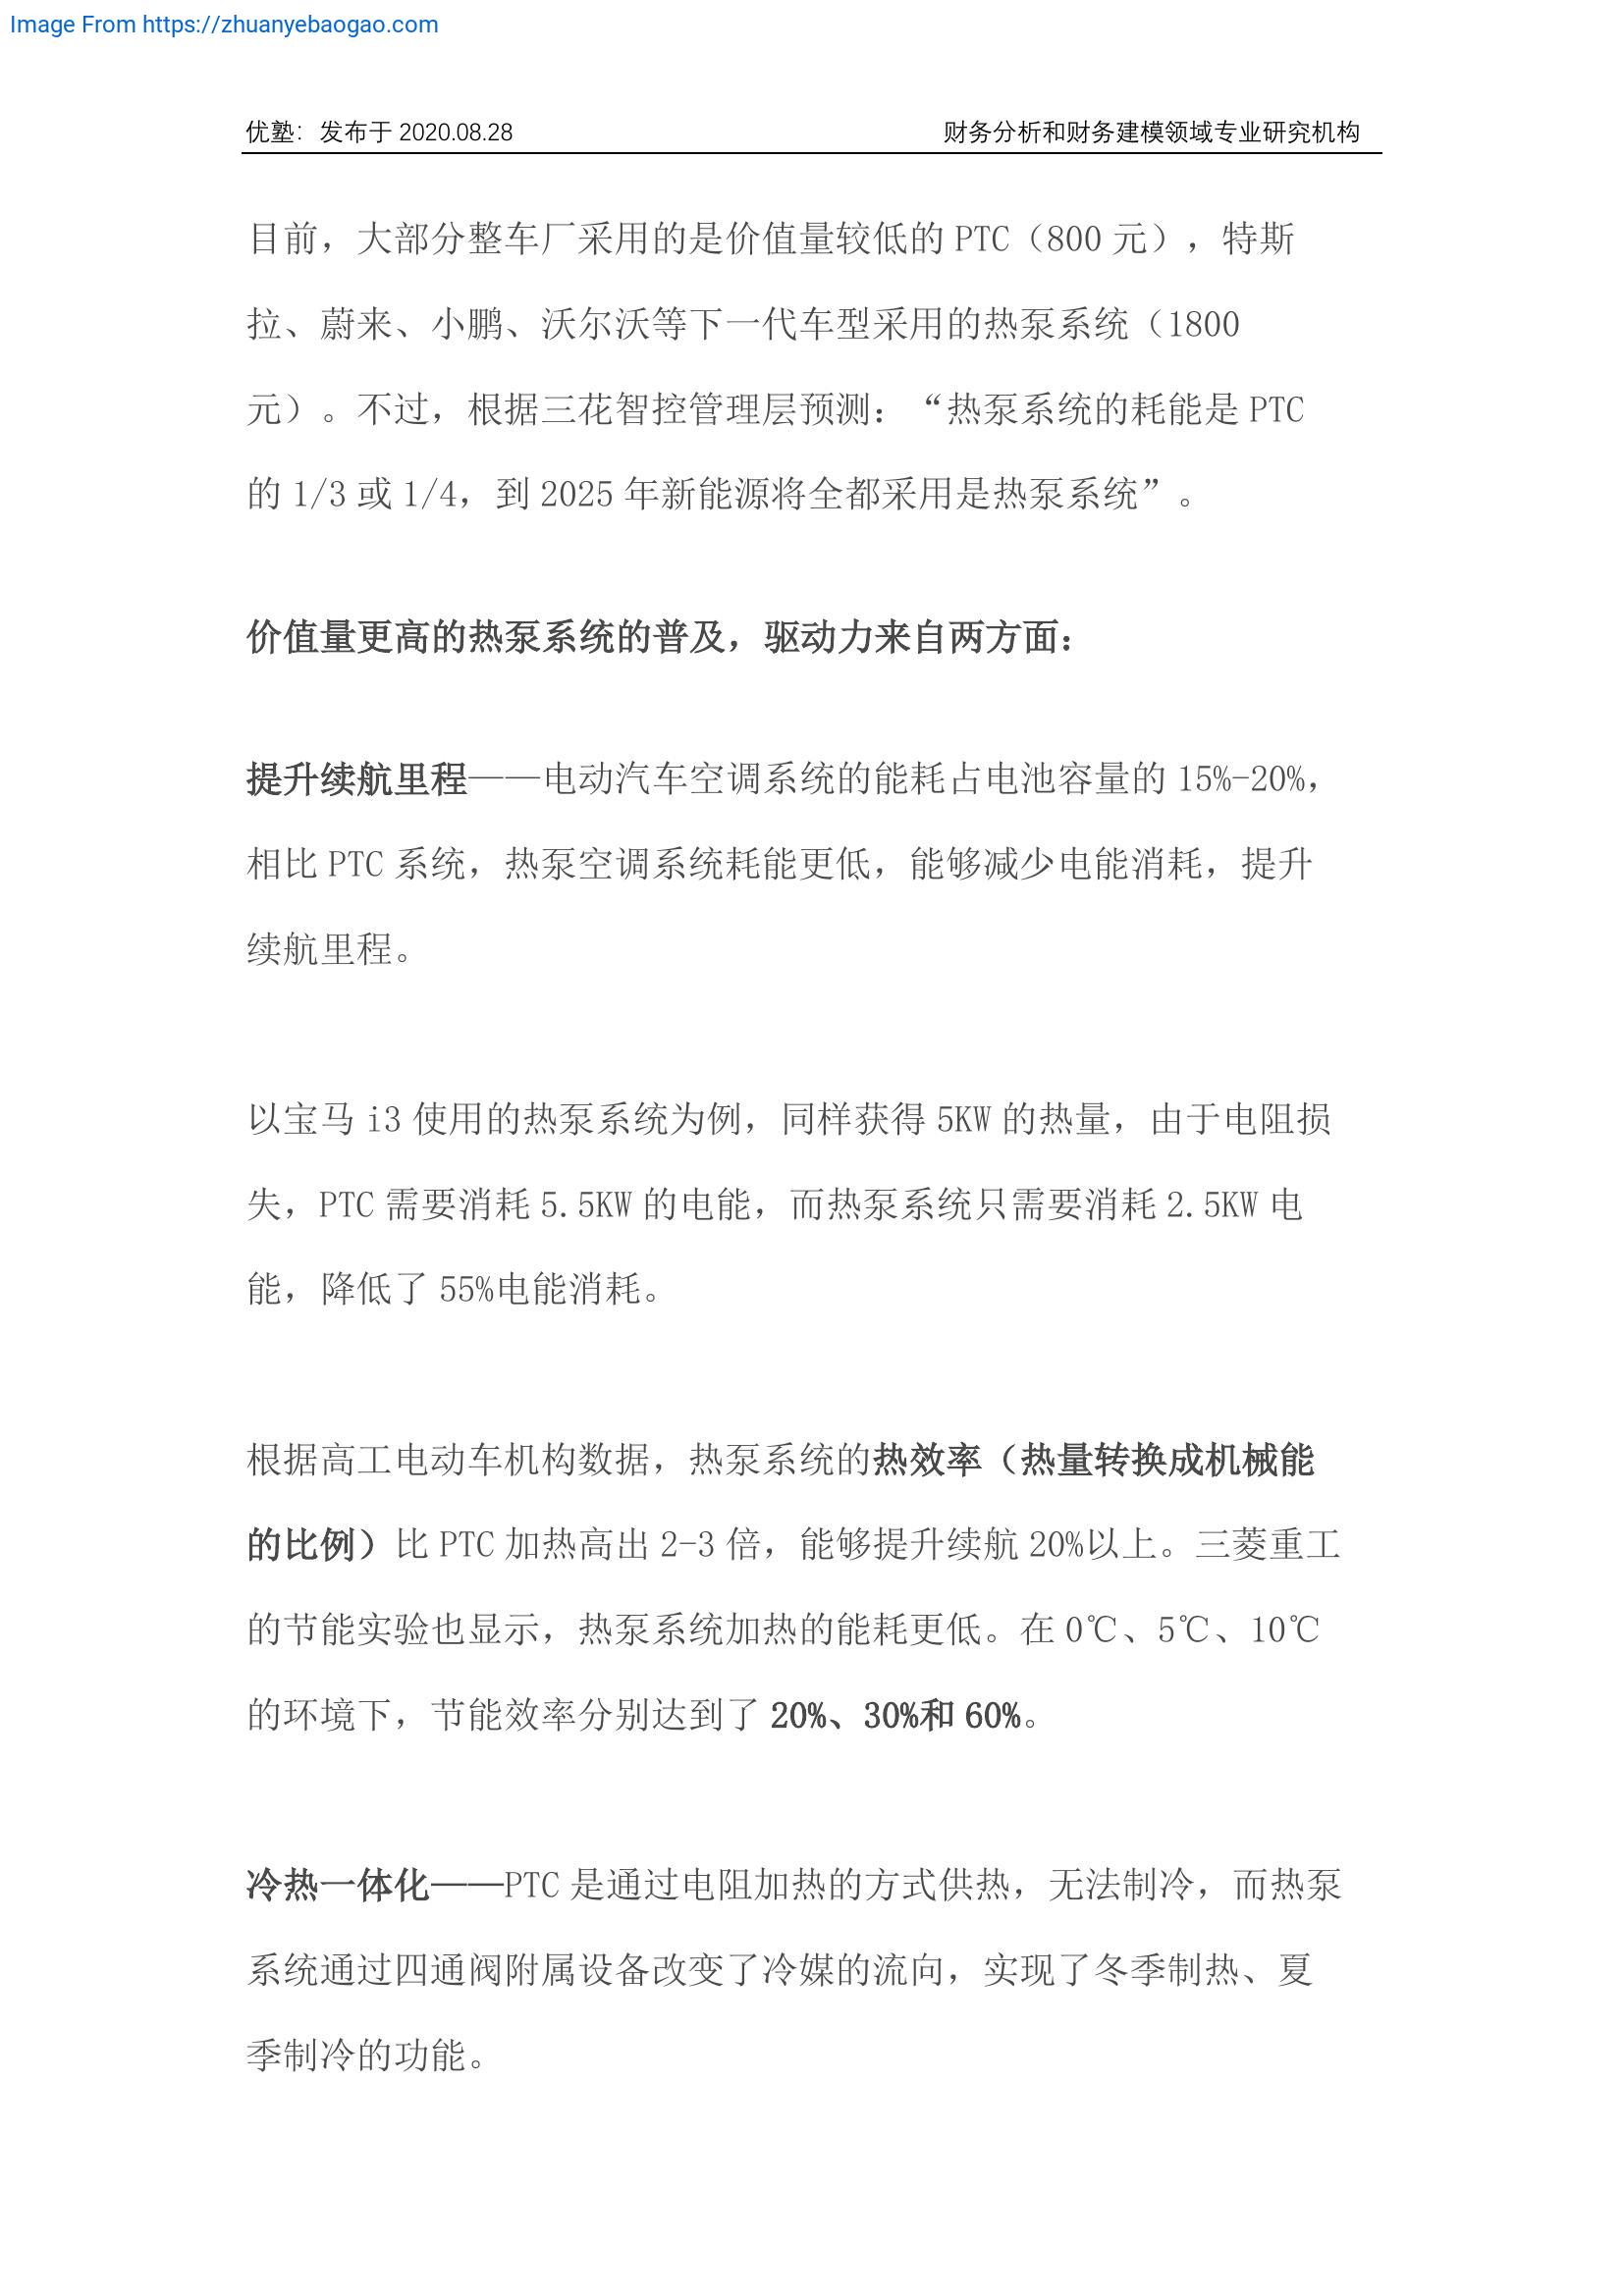 Image From https://zhuanyebaogao.com
优塾：发布于 2020.08.28 财务分析和财务建模领域专业研究机构
目前，大部分整车厂采用的是价值量较低的 PTC（800 元），特斯
拉、蔚来、小鹏、沃尔沃等下一代车型采用的热泵系统（1800
元）。不过，根据三花智控管理层预测：“热泵系统的耗能是 PTC
的 1/3 或 1/4，到 2025 年新能源将全都采用是热泵系统”。
价值量更高的热泵系统的普及，驱动力来自两方面：
提升续航里程——电动汽车空调系统的能耗占电池容量的 15%-20%，
相比 PTC 系统，热泵空调系统耗能更低，能够减少电能消耗，提升
续航里程。
以宝马 i3 使用的热泵系统为例，同样获得 5KW 的热量，由于电阻损
失，PTC 需要消耗 5.5KW 的电能，而热泵系统只需要消耗 2.5KW 电
能，降低了 55%电能消耗。
根据高工电动车机构数据，热泵系统的热效率（热量转换成机械能
的比例）比 PTC 加热高出 2-3 倍，能够提升续航 20%以上。三菱重工
的节能实验也显示，热泵系统加热的能耗更低。在 0℃、5℃、10℃
的环境下，节能效率分别达到了 20%、30%和 60%。
冷热一体化——PTC 是通过电阻加热的方式供热，无法制冷，而热泵
系统通过四通阀附属设备改变了冷媒的流向，实现了冬季制热、夏
季制冷的功能。